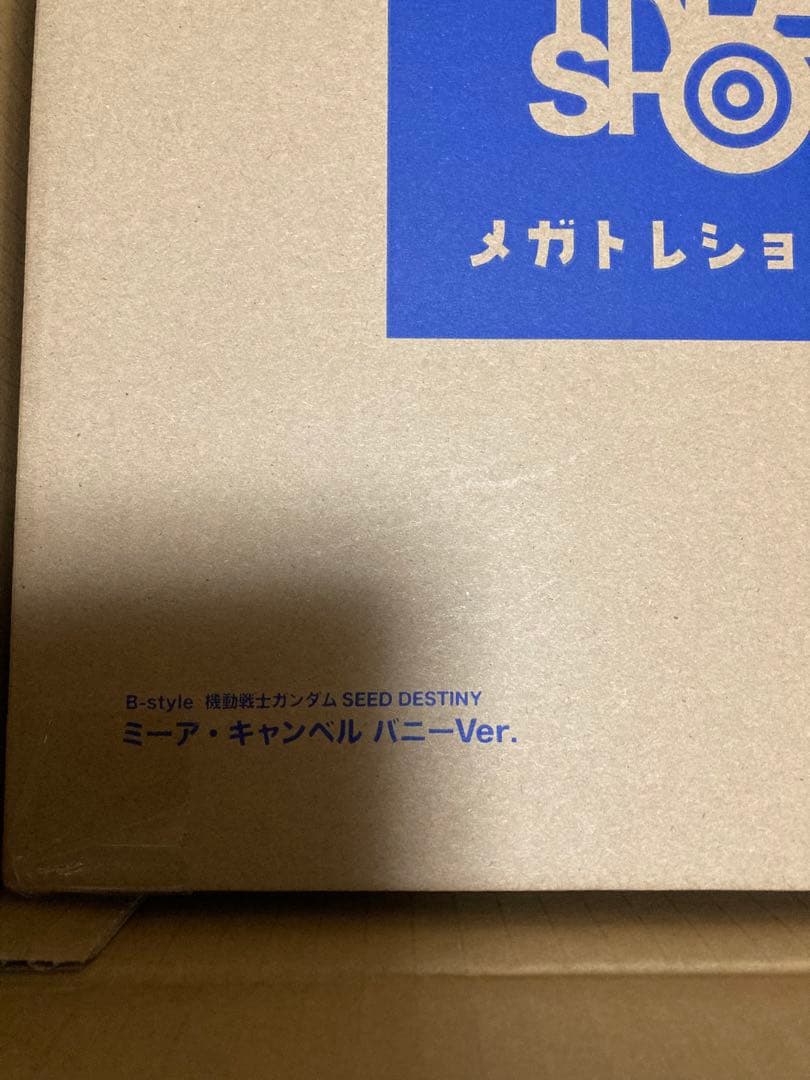 SHO
メガトレショ
B-style 機動戦士ガンダム SEED DESTINY
ミーア・キャンベル バニーVer.